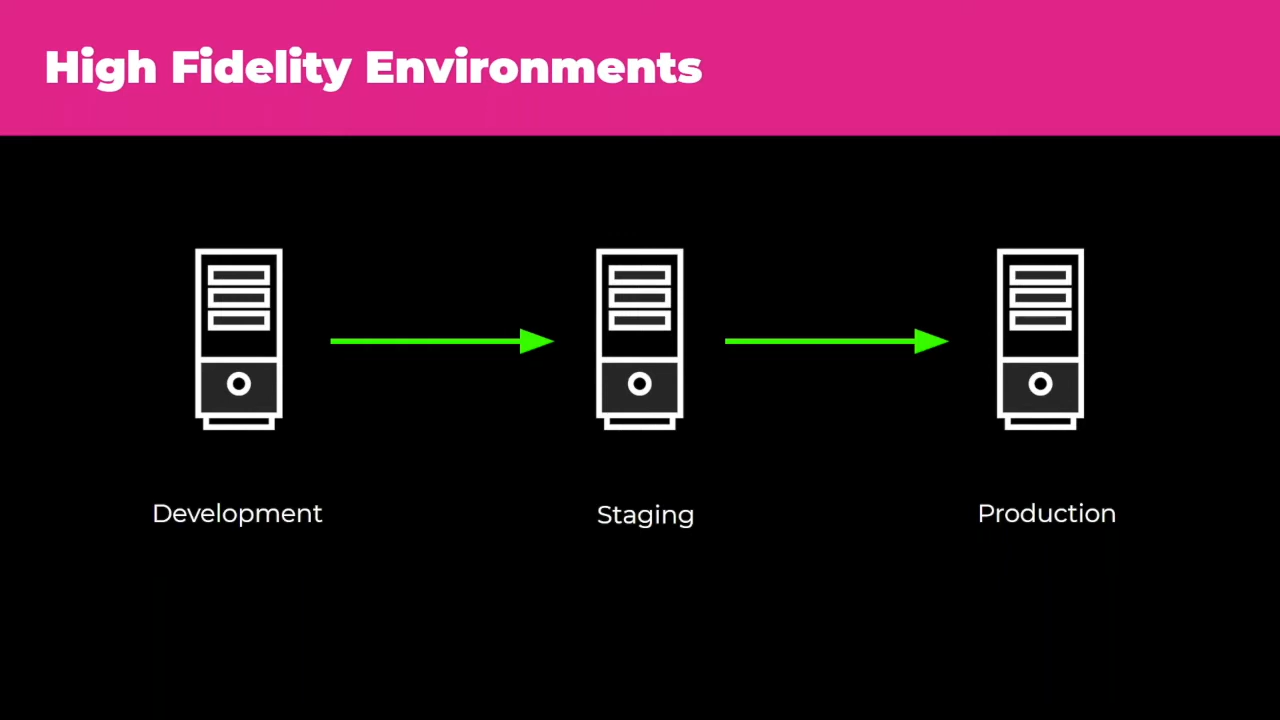 High Fidelity Environments
Development
Staging
Production